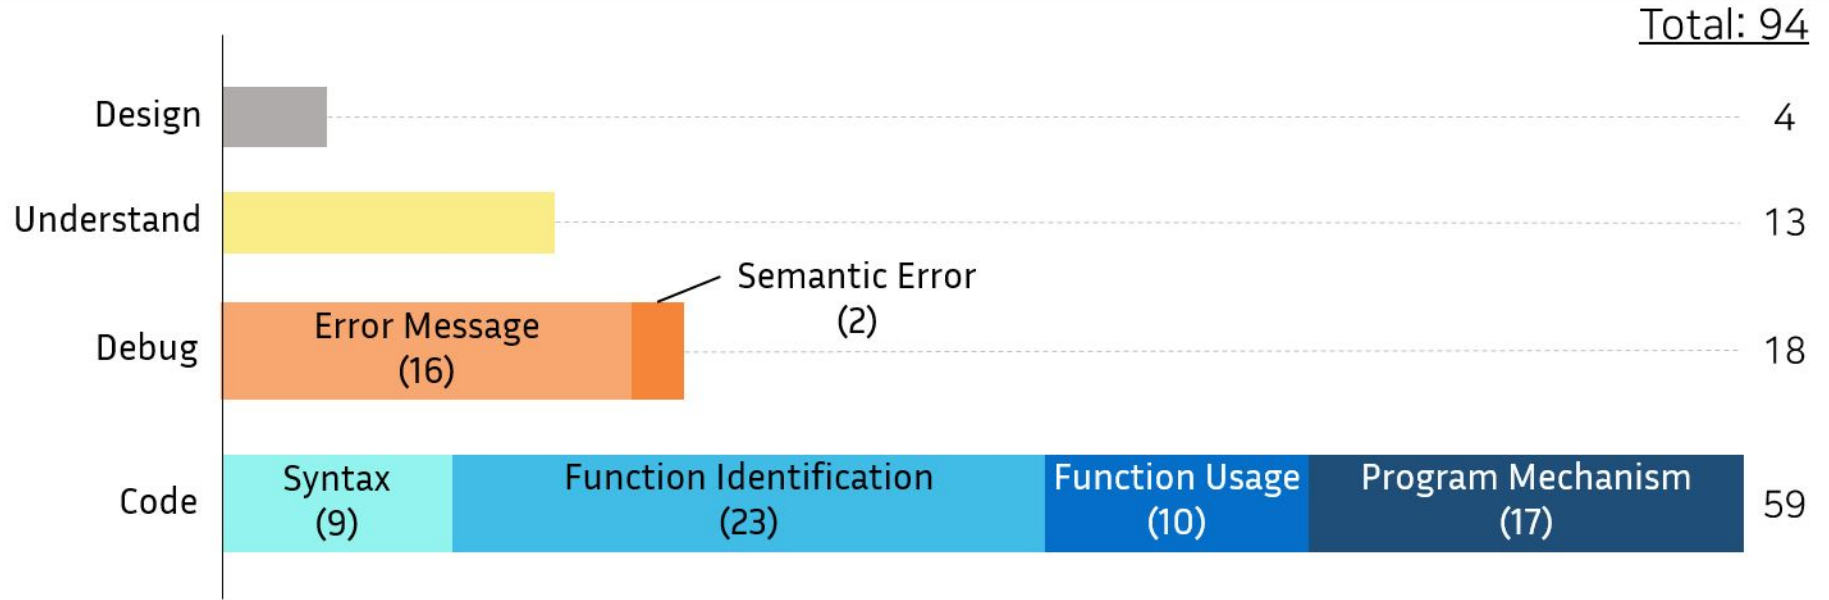 Total: 94
Design
4
Understand
13
Semantic Error
(2)
Debug
Error Message
(16)
18
Code
Syntax
(9)
Function Identification
(23)
Function Usage
(10)
Program Mechanism
(17)
59